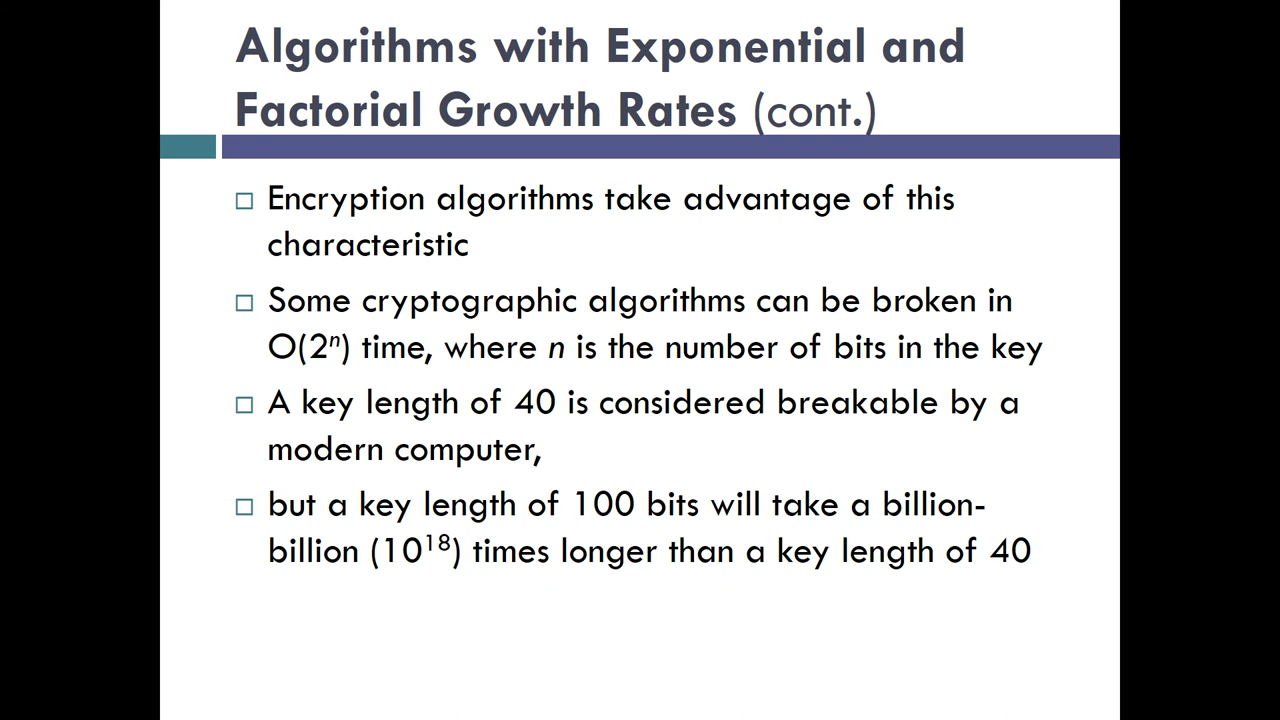 Algorithms with Exponential and
Factorial Growth Rates (cont.)
Encryption algorithms take advantage of this
characteristic
Some cryptographic algorithms can be broken in
O(2ⁿ) time, where n is the number of bits in the key
A key length of 40 is considered breakable by a
modern computer,
but a key length of 100 bits will take a billion-
billion (10¹⁸) times longer than a key length of 40